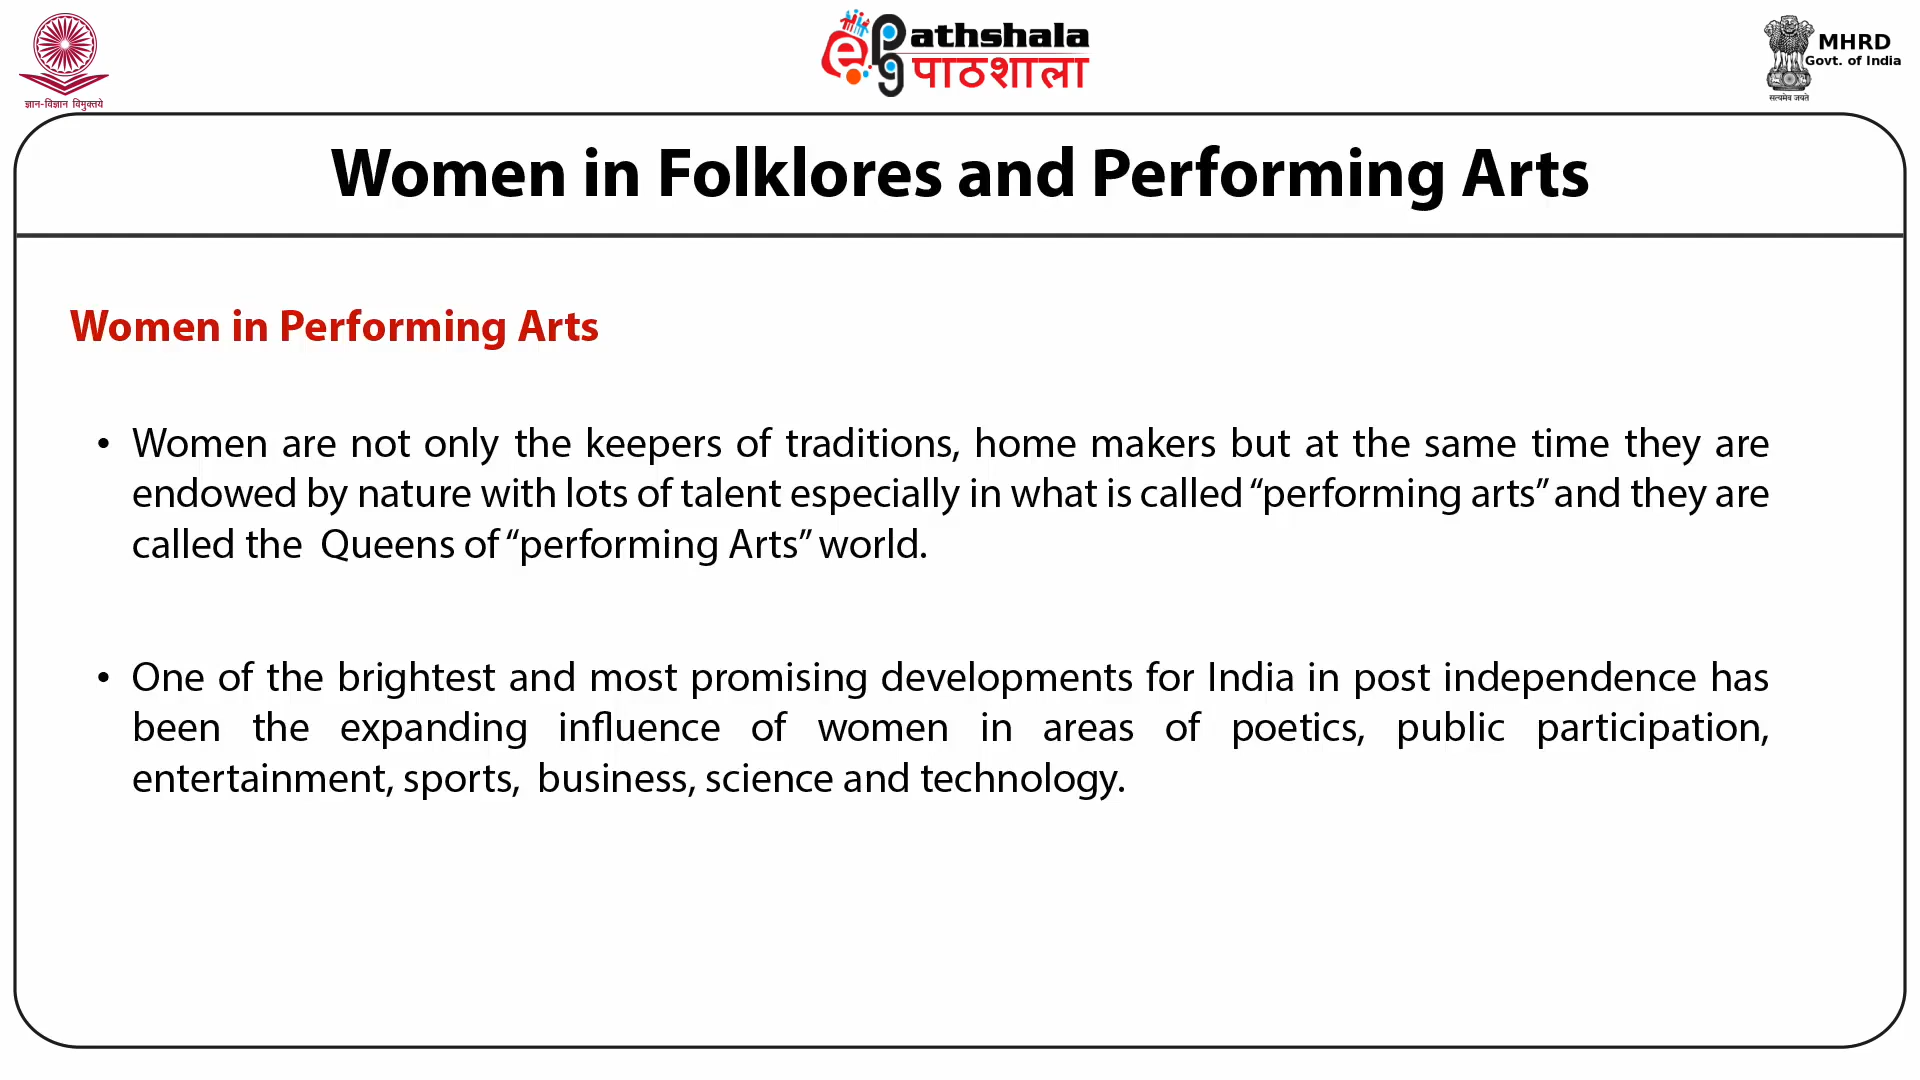 ज्ञान-विज्ञान विमुक्तये
ePGathshala
पाठशाला
MHRD
Govt. of India
सत्यमेव जयते
Women in Folklores and Performing Arts
Women in Performing Arts
• Women are not only the keepers of traditions, home makers but at the same time they are
endowed by nature with lots of talent especially in what is called “performing arts” and they are
called the Queens of “performing Arts” world.
• One of the brightest and most promising developments for India in post independence has
been the expanding influence of women in areas of poetics, public participation,
entertainment, sports, business, science and technology.